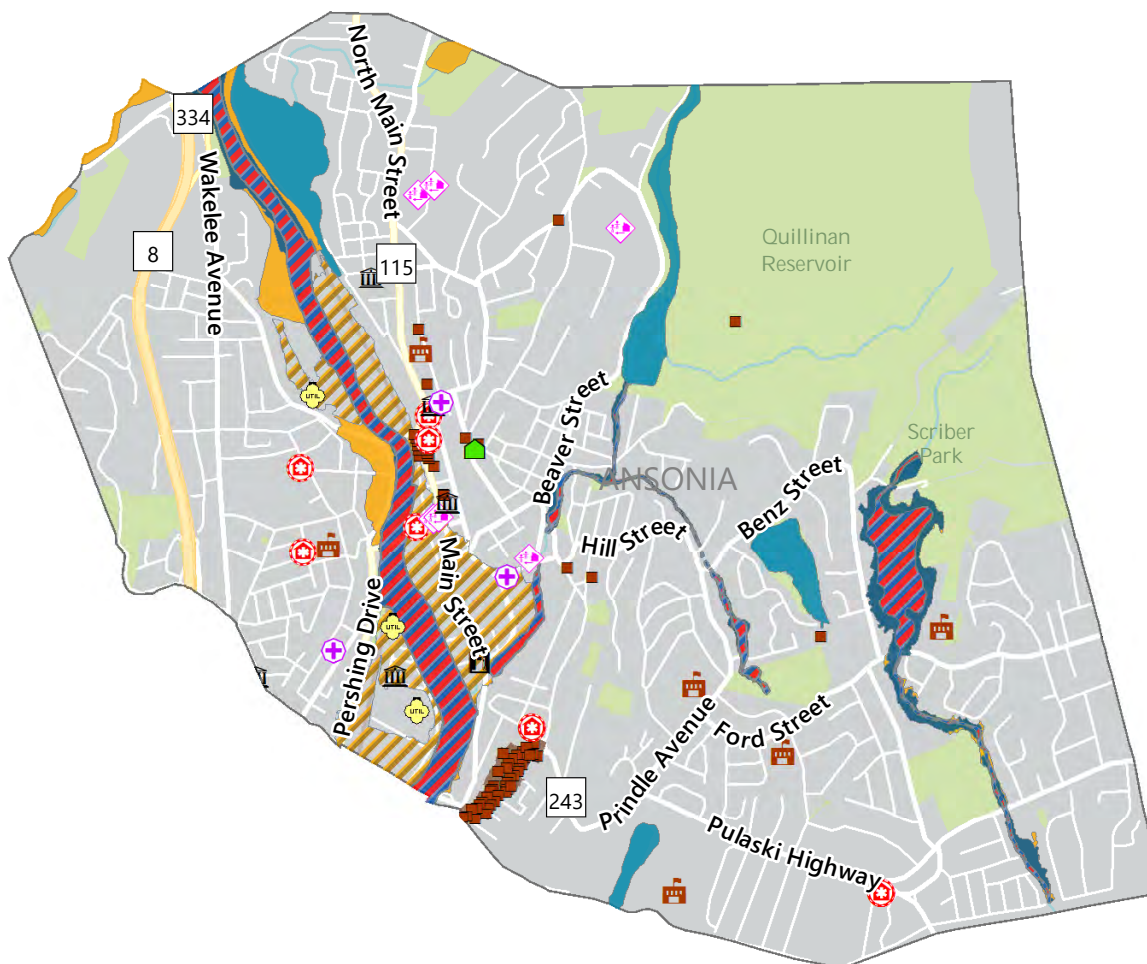 North Main Street
334
Wakelee Avenue
8
115
Quillinan
Reservoir
Beaver Street
Scriber
Park
ANSONIA
Benz Street
Hill Street
UTIL
Main Street
Pershing Drive
UTIL
UTIL
Ford Street
Prindle Avenue
243
Pulaski Highway